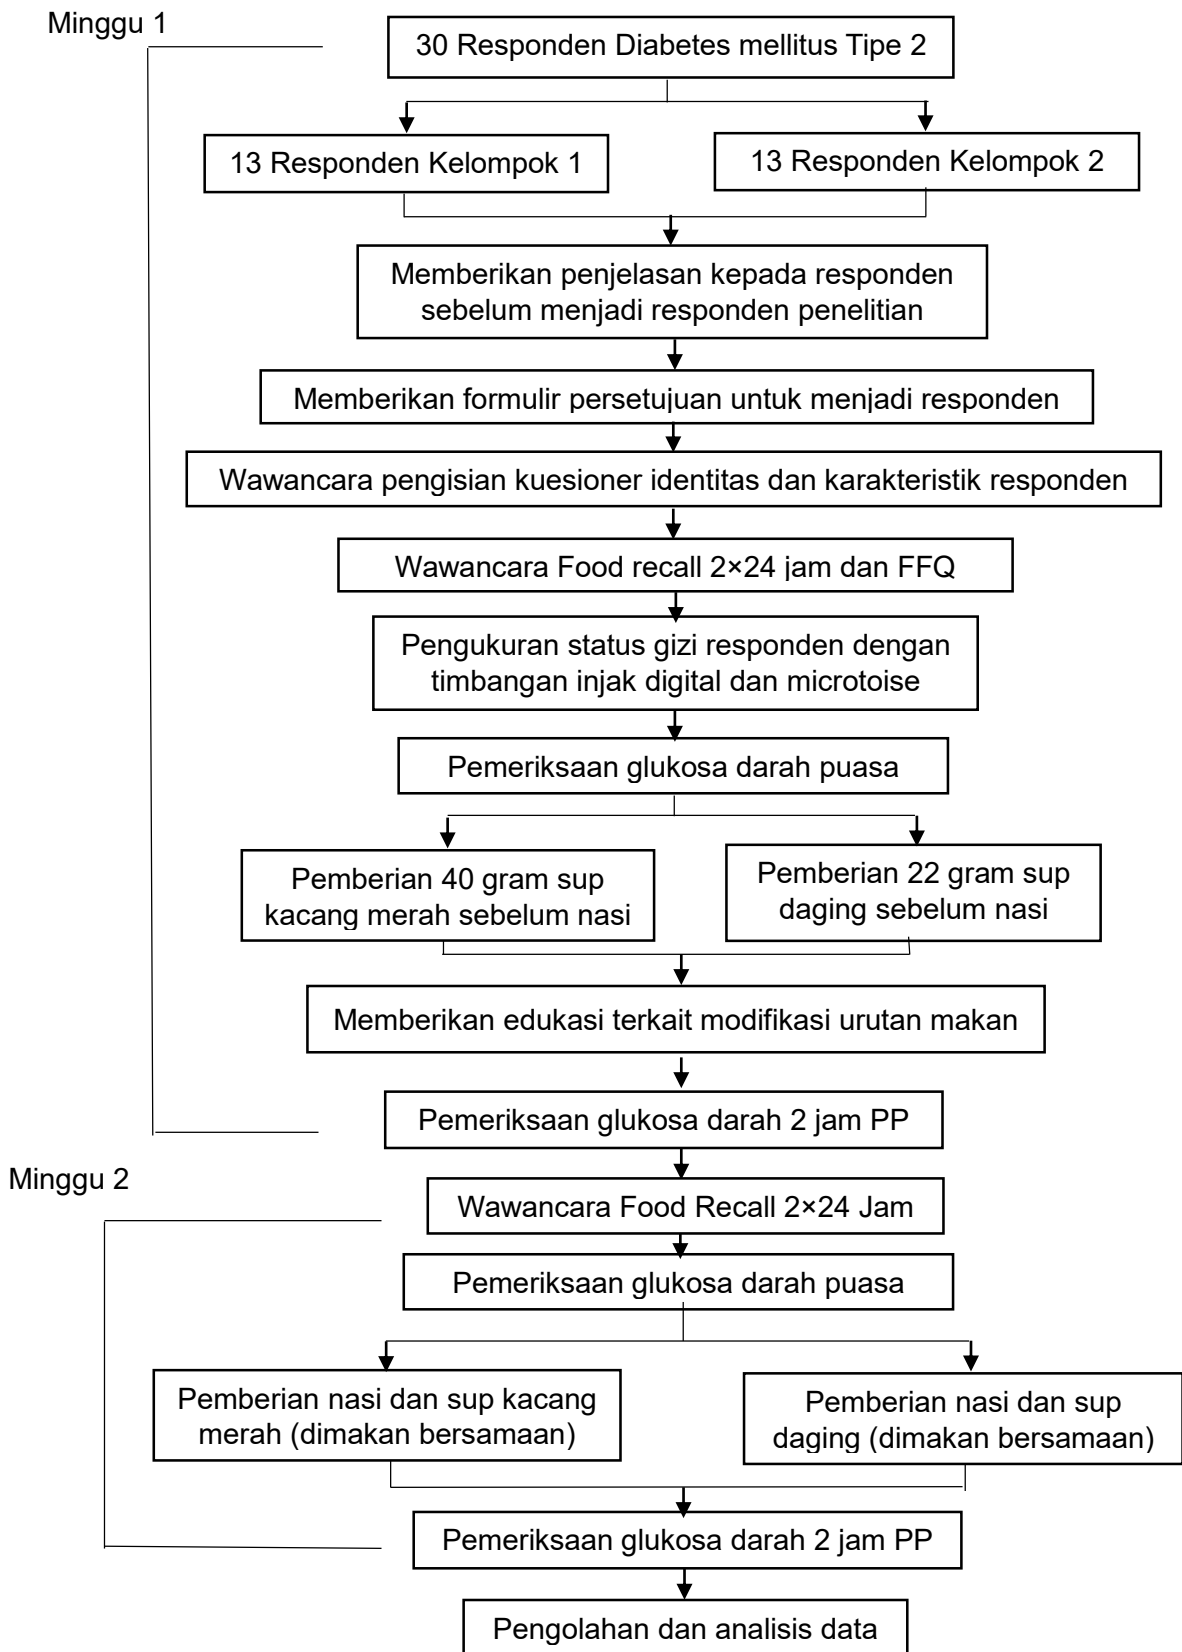 Minggu 1
30 Responden Diabetes mellitus Tipe 2
13 Responden Kelompok 1
13 Responden Kelompok 2
Memberikan penjelasan kepada responden
sebelum menjadi responden penelitian
Memberikan formulir persetujuan untuk menjadi responden
Wawancara pengisian kuesioner identitas dan karakteristik responden
Wawancara Food recall 2×24 jam dan FFQ
Pengukuran status gizi responden dengan
timbangan injak digital dan microtoise
Pemeriksaan glukosa darah puasa
Pemberian 40 gram sup
kacang merah sebelum nasi
Pemberian 22 gram sup
daging sebelum nasi
Memberikan edukasi terkait modifikasi urutan makan
Pemeriksaan glukosa darah 2 jam PP
Minggu 2
Wawancara Food Recall 2×24 Jam
Pemeriksaan glukosa darah puasa
Pemberian nasi dan sup kacang
merah (dimakan bersamaan)
Pemberian nasi dan sup
daging (dimakan bersamaan)
Pemeriksaan glukosa darah 2 jam PP
Pengolahan dan analisis data